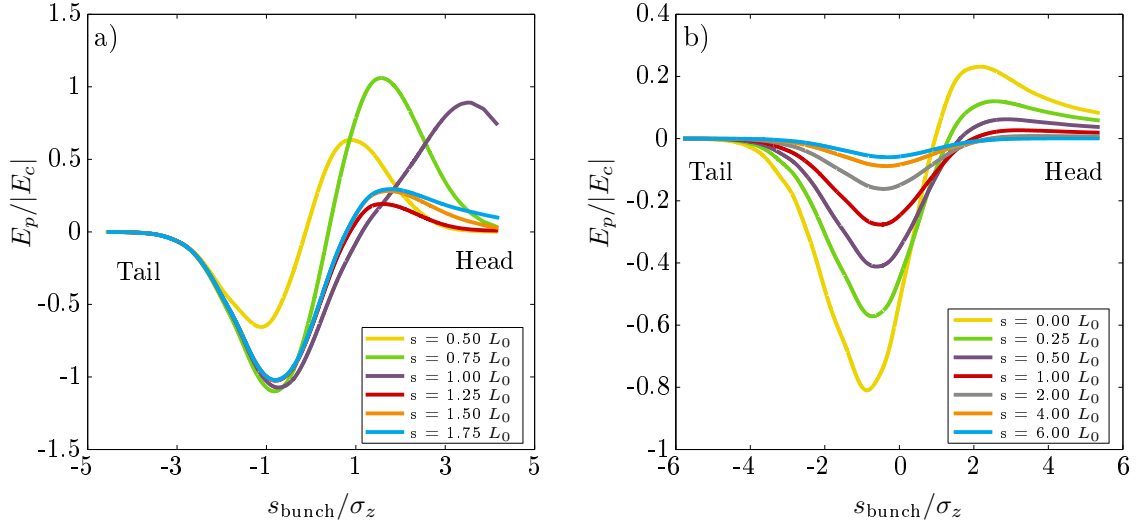 a)
1.5
1
0.5
0
-0.5
-1
-1.5
E_p/|E_c|
Tail
Head
s = 0.50 L_0
s = 0.75 L_0
s = 1.00 L_0
s = 1.25 L_0
s = 1.50 L_0
s = 1.75 L_0
-5 -3 -1 1 3 5
s_bunch/σ_z
b)
0.4
0.2
0
-0.2
-0.4
-0.6
-0.8
-1
E_p/|E_c|
Tail
Head
s = 0.00 L_0
s = 0.25 L_0
s = 0.50 L_0
s = 1.00 L_0
s = 2.00 L_0
s = 4.00 L_0
s = 6.00 L_0
-6 -4 -2 0 2 4 6
s_bunch/σ_z